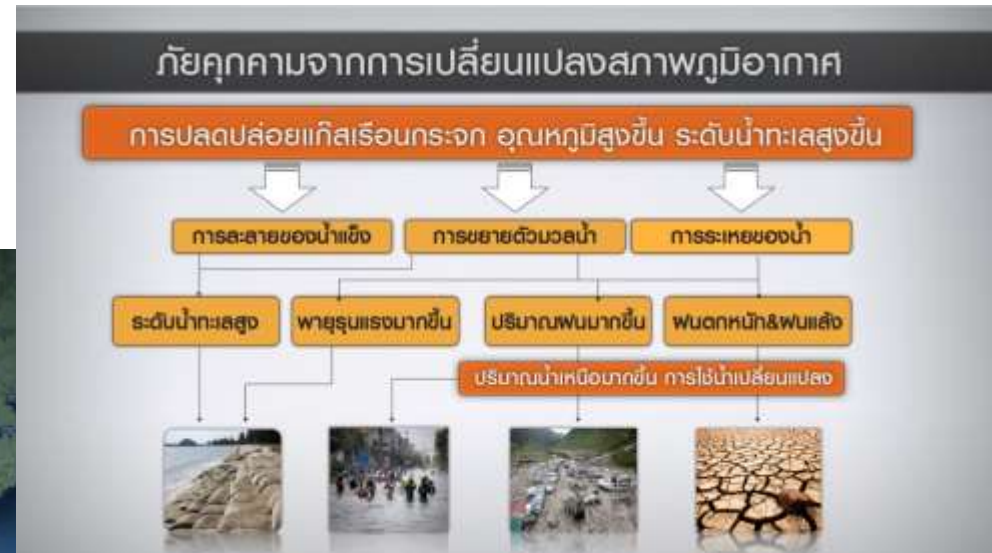 ภัยคุกคามจากการเปลี่ยนแปลงสภาพภูมิอากาศ
การปลดปล่อยแก๊สเรือนกระจก อุณหภูมิสูงขึ้น ระดับน้ำทะเลสูงขึ้น
การละลายของน้ำแข็ง
การขยายตัวมวลน้ำ
การระเหยของน้ำ
ระดับน้ำทะเลสูง
พายุรุนแรงมากขึ้น
ปริมาณฝนมากขึ้น
ฝนตกหนัก&ฝนแล้ง
ปริมาณน้ำเหนือมากขึ้น การใช้น้ำเปลี่ยนแปลง